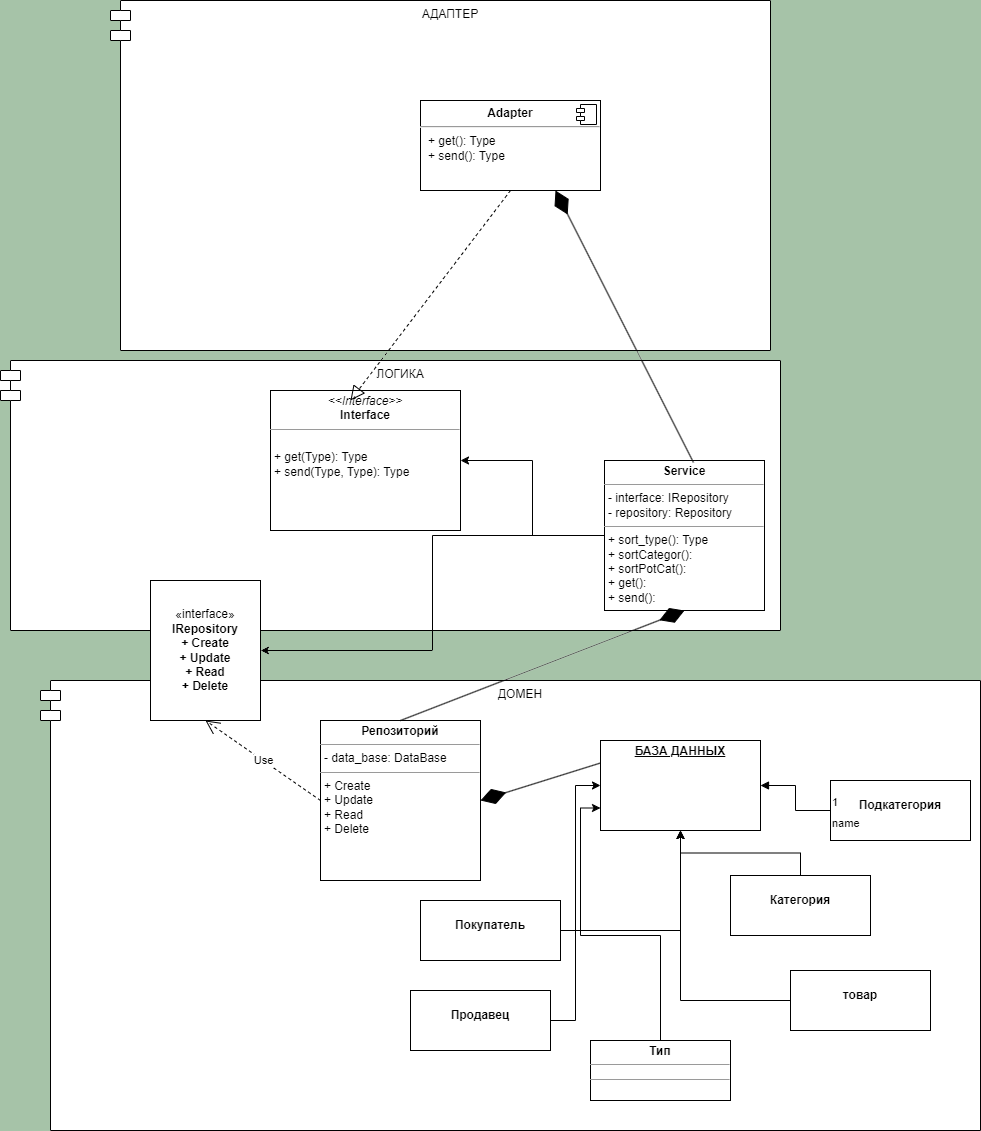 АДАПТЕР
Adapter
+ get(): Type
+ send(): Type
ЛОГИКА
<<Interface>>
Interface
+ get(Type): Type
+ send(Type, Type): Type
Service
- interface: IRepository
- repository: Repository
+ sort_type(): Type
+ sortCategor():
+ sortPotCat():
+ get():
+ send():
«interface»
IRepository
+ Create
+ Update
+ Read
+ Delete
ДОМЕН
Use
Репозиторий
- data_base: DataBase
+ Create
+ Update
+ Read
+ Delete
БАЗА ДАННЫХ
1
Подкатегория
name
Категория
Покупатель
товар
Продавец
Тип